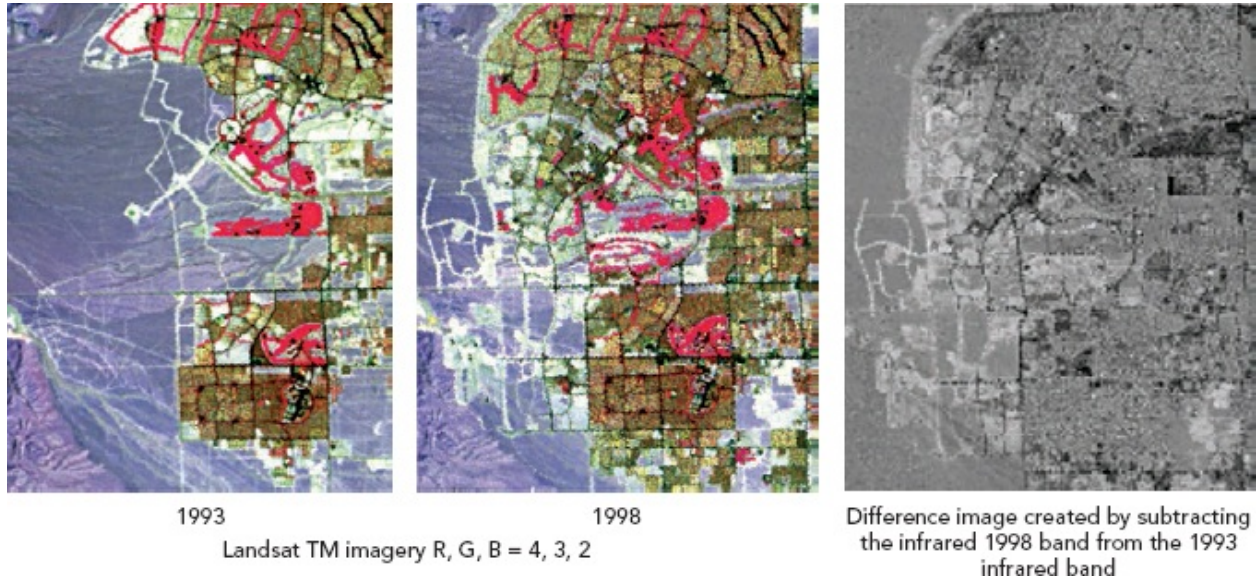 1993
1998
Landsat TM imagery R, G, B = 4, 3, 2
Difference image created by subtracting
the infrared 1998 band from the 1993
infrared band